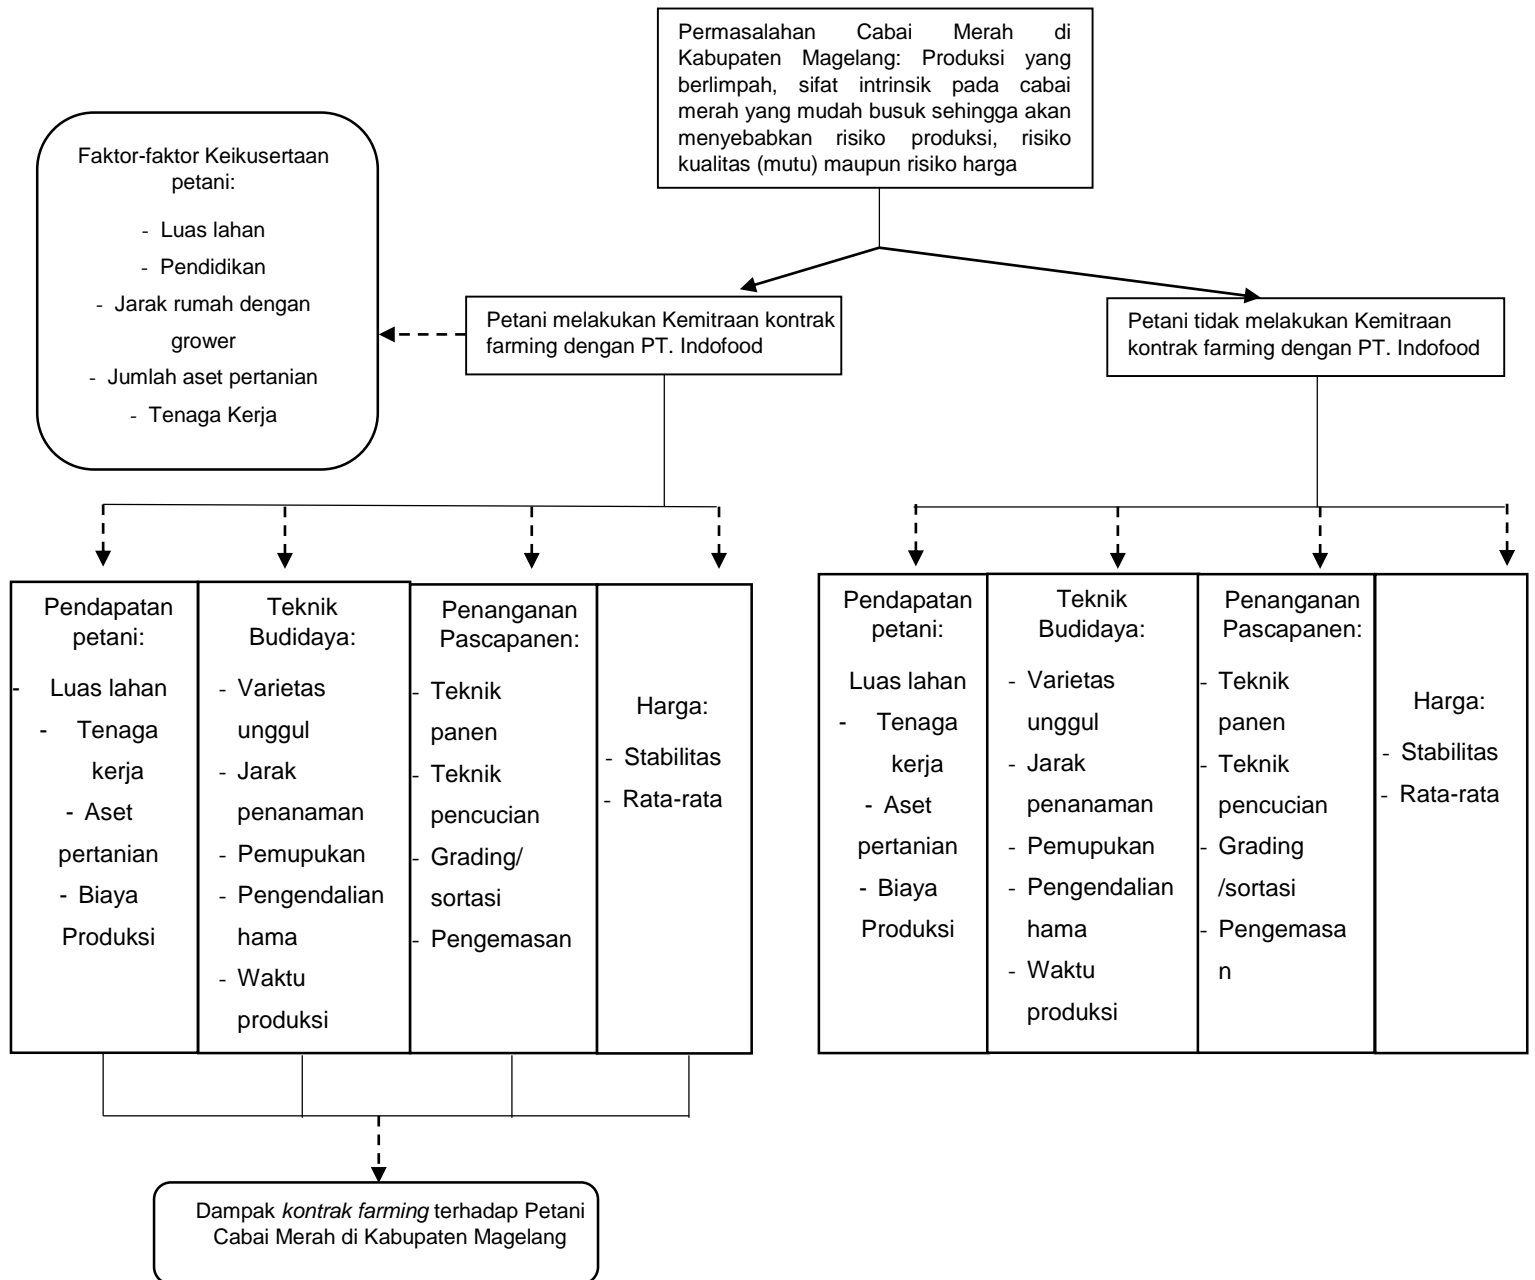 Permasalahan Cabai Merah di
Kabupaten Magelang: Produksi yang
berlimpah, sifat intrinsik pada cabai
merah yang mudah busuk sehingga akan
menyebabkan risiko produksi, risiko
kualitas (mutu) maupun risiko harga
Faktor-faktor Keikusertaan
petani:
- Luas lahan
- Pendidikan
- Jarak rumah dengan
grower
- Jumlah aset pertanian
- Tenaga Kerja
Petani melakukan Kemitraan kontrak
farming dengan PT. Indofood
Petani tidak melakukan Kemitraan
kontrak farming dengan PT. Indofood
Pendapatan
petani:
- Luas lahan
- Tenaga
kerja
- Aset
pertanian
- Biaya
Produksi
Teknik
Budidaya:
- Varietas
unggul
- Jarak
penanaman
- Pemupukan
- Pengendalian
hama
- Waktu
produksi
Penanganan
Pascapanen:
- Teknik
panen
- Teknik
pencucian
- Grading/
sortasi
- Pengemasan
Harga:
- Stabilitas
- Rata-rata
Pendapatan
petani:
Luas lahan
- Tenaga
kerja
- Aset
pertanian
- Biaya
Produksi
Teknik
Budidaya:
- Varietas
unggul
- Jarak
penanaman
- Pemupukan
- Pengendalian
hama
- Waktu
produksi
Penanganan
Pascapanen:
- Teknik
panen
- Teknik
pencucian
- Grading
/sortasi
- Pengemasa
n
Harga:
- Stabilitas
- Rata-rata
Dampak kontrak farming terhadap Petani
Cabai Merah di Kabupaten Magelang